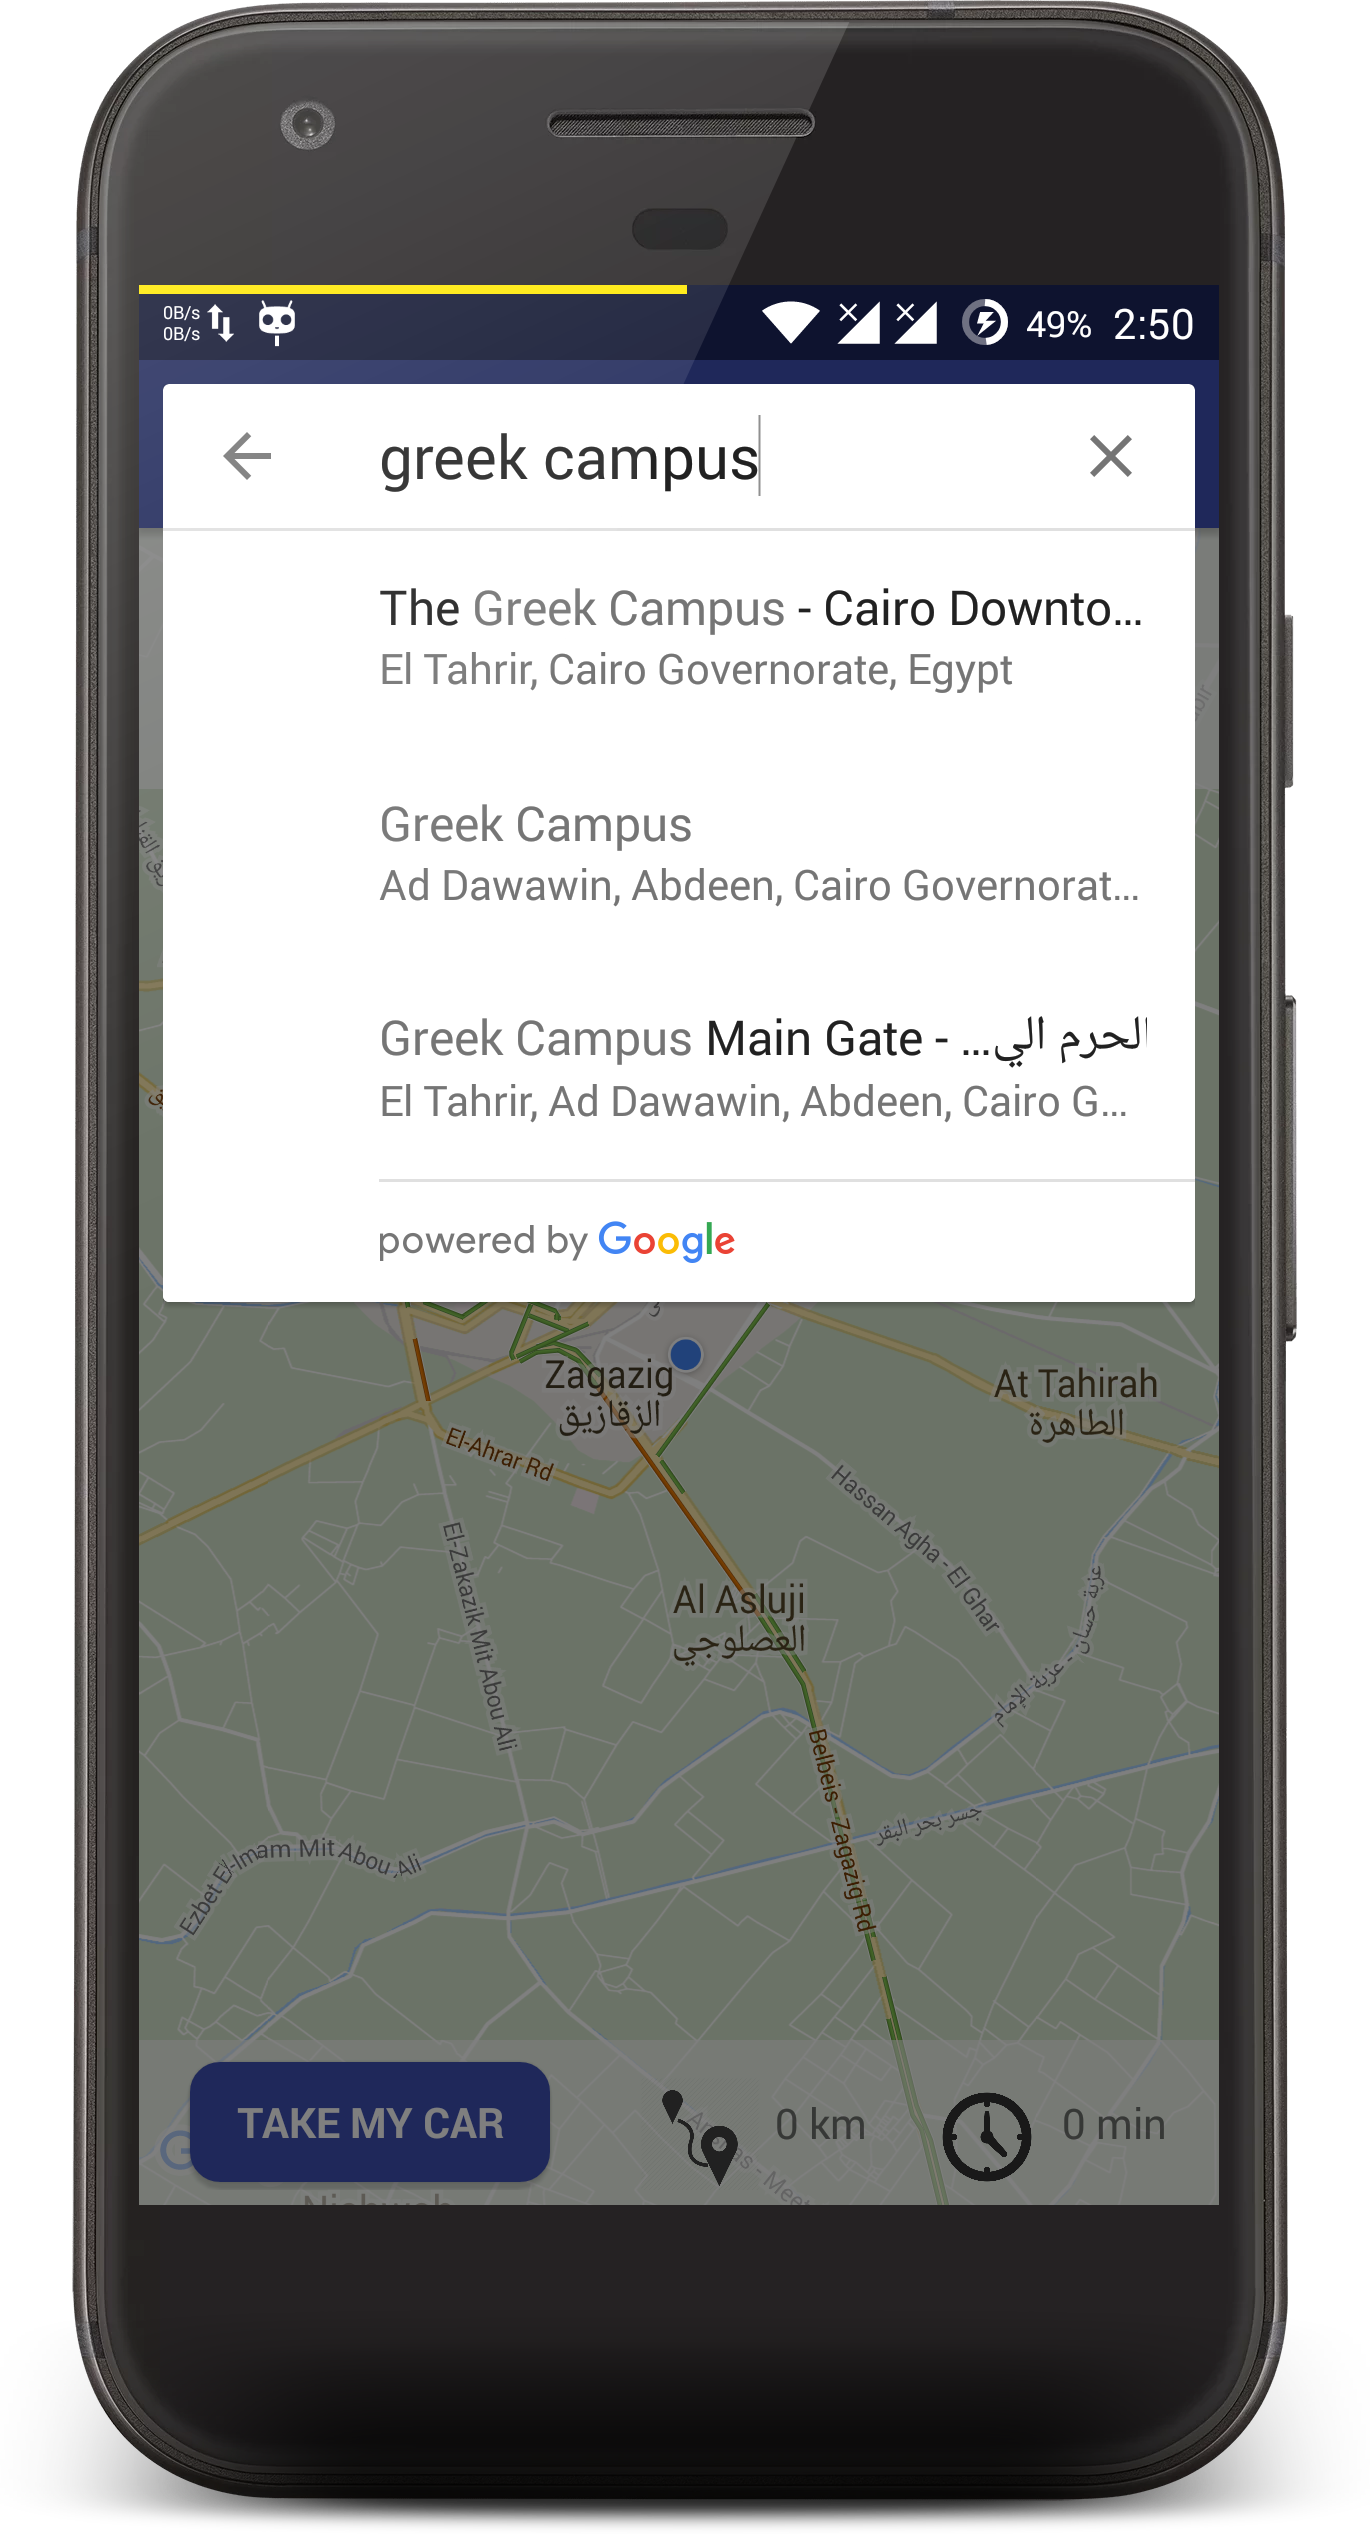 0B/s
0B/s
49% 2:50
greek campus
The Greek Campus - Cairo Downto...
El Tahrir, Cairo Governorate, Egypt
Greek Campus
Ad Dawawin, Abdeen, Cairo Governorat...
Greek Campus Main Gate - الحرم الي...
El Tahrir, Ad Dawawin, Abdeen, Cairo G...
powered by Google
Zagazig
الزقازيق
At Tahirah
الطاهرة
El-Ahrar Rd
Hassan Agha - El Ghar
El-Zakazik Mit Abou Ali
Al Asluji
العصلوجي
عزبة حسان - عزبة الإمام
Belbeis - Zagazig Rd
جسر بحر البقر
Ezbet El-Imam Mit Abou Ali
TAKE MY CAR
0 km
0 min